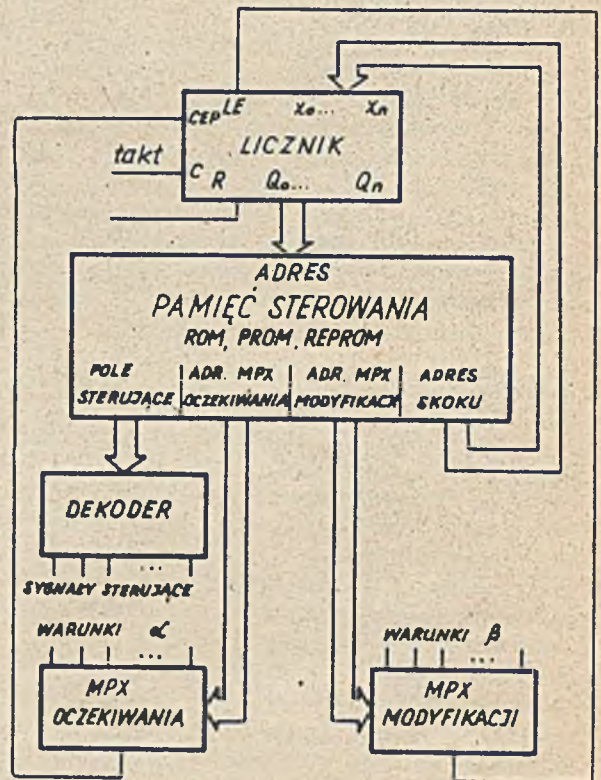 CEP LE X₀... Xₙ
LICZNIK
takt
C R Q₀... Qₙ
ADRES
PAMIĘĆ STEROWANIA
ROM, PROM, REPROM
POLE STERUJĄCE
ADR. MPX OCZEKIWANIA
ADR. MPX MODYFIKACJI
ADRES SKOKU
DEKODER
...
SYGNAŁY STERUJĄCE
WARUNKI α
...
MPX
OCZEKIWANIA
WARUNKI β
...
MPX
MODYFIKACJI